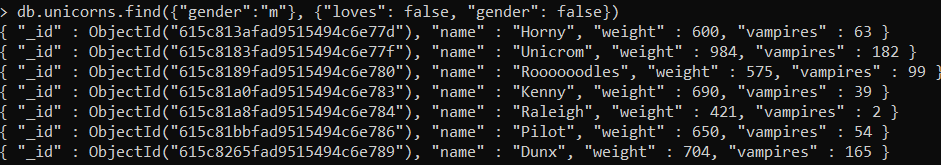 > db.unicorns.find({"gender":"m"}, {"loves": false, "gender": false})
{ "_id" : ObjectId("615c813afad9515494c6e77d"), "name" : "Horny", "weight" : 600, "vampires" : 63 }
{ "_id" : ObjectId("615c8183fad9515494c6e77f"), "name" : "Unicrom", "weight" : 984, "vampires" : 182 }
{ "_id" : ObjectId("615c8189fad9515494c6e780"), "name" : "Rooooooodles", "weight" : 575, "vampires" : 99 }
{ "_id" : ObjectId("615c81a0fad9515494c6e783"), "name" : "Kenny", "weight" : 690, "vampires" : 39 }
{ "_id" : ObjectId("615c81a8fad9515494c6e784"), "name" : "Raleigh", "weight" : 421, "vampires" : 2 }
{ "_id" : ObjectId("615c81bbfad9515494c6e786"), "name" : "Pilot", "weight" : 650, "vampires" : 54 }
{ "_id" : ObjectId("615c8265fad9515494c6e789"), "name" : "Dunx", "weight" : 704, "vampires" : 165 }